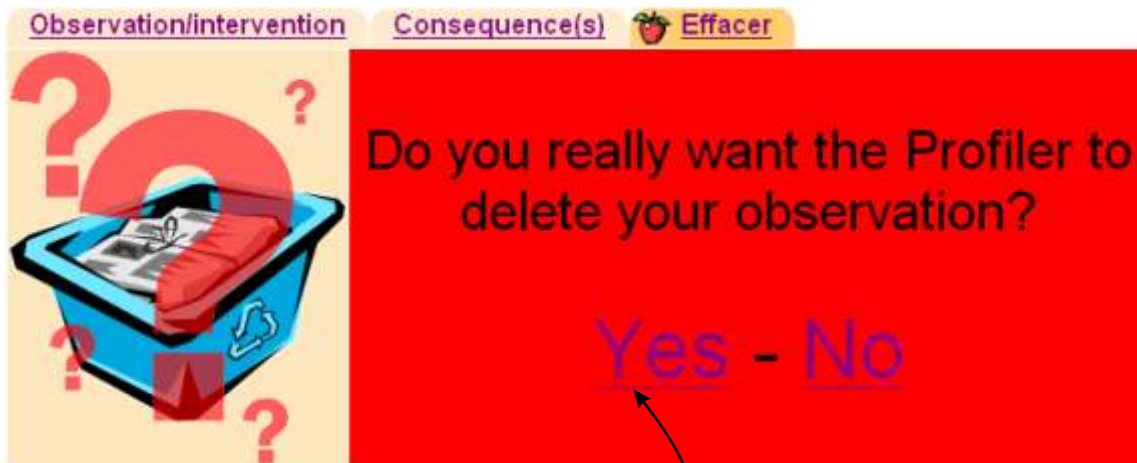 Observation/intervention Consequence(s) Effacer
Do you really want the Profiler to
delete your observation?
Yes - No